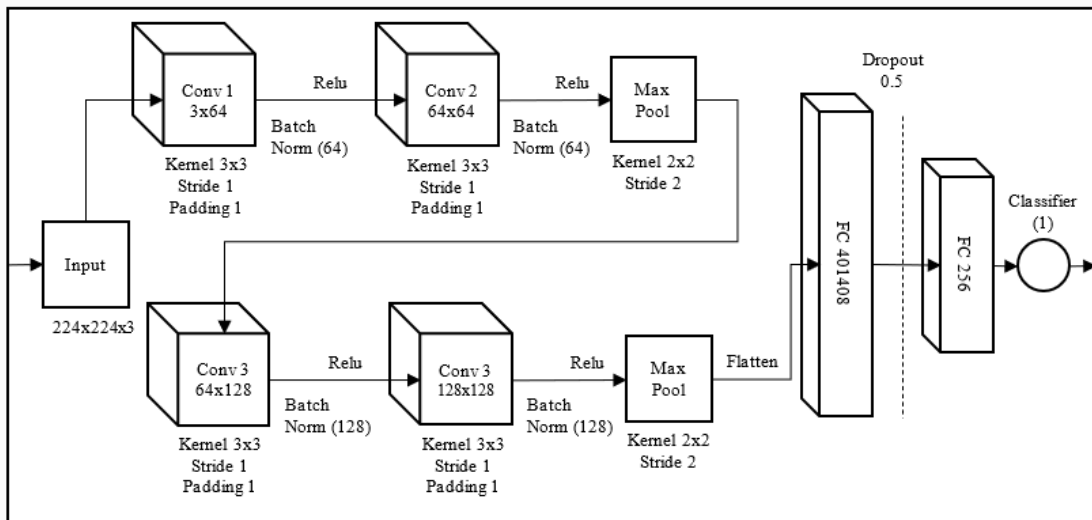 Input
224x224x3
Conv 1
3x64
Kernel 3x3
Stride 1
Padding 1
Relu
Batch
Norm (64)
Conv 2
64x64
Kernel 3x3
Stride 1
Padding 1
Relu
Batch
Norm (64)
Max
Pool
Kernel 2x2
Stride 2
Conv 3
64x128
Kernel 3x3
Stride 1
Padding 1
Relu
Batch
Norm (128)
Conv 3
128x128
Kernel 3x3
Stride 1
Padding 1
Relu
Batch
Norm (128)
Max
Pool
Kernel 2x2
Stride 2
Flatten
FC 401408
Dropout
0.5
FC 256
Classifier
(1)